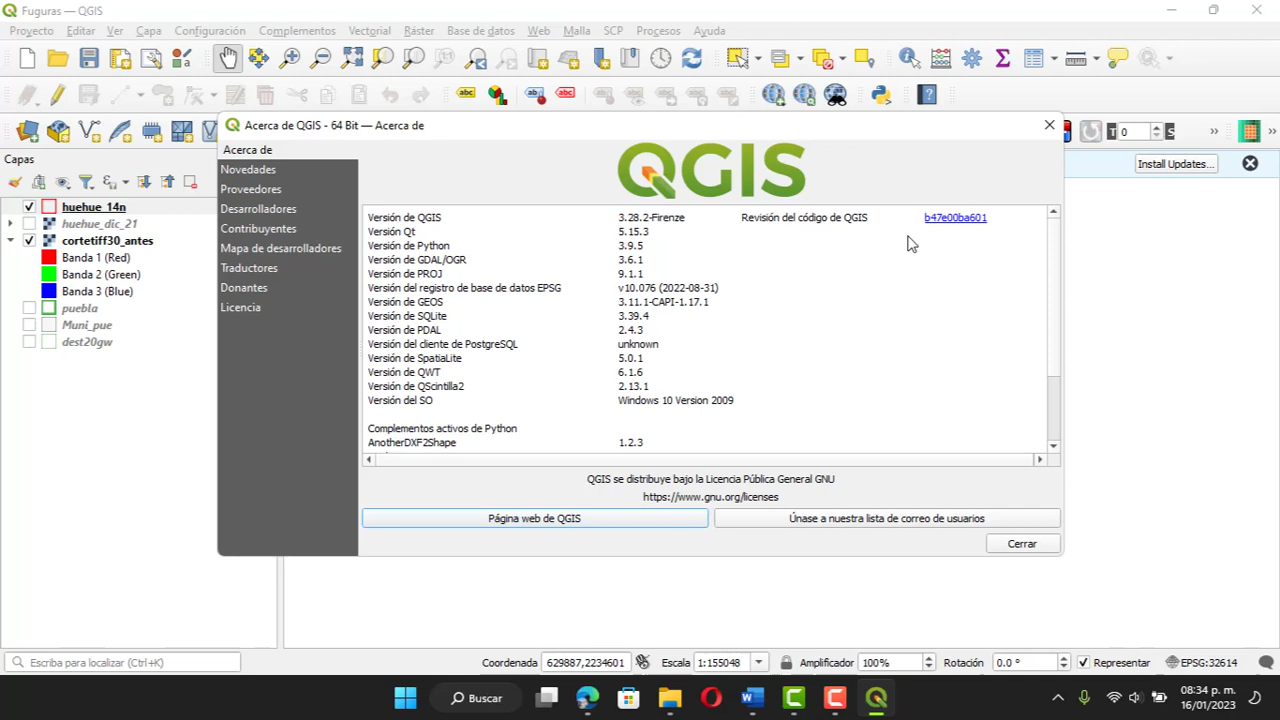 Fuguras — QGIS
Proyecto Editar Ver Capa Configuración Complementos Vectorial Ráster Base de datos Web Malla SCP Procesos Ayuda
T 0 S
Capas
huehue_14n
huehue_dic_21
cortetiff30_antes
Banda 1 (Red)
Banda 2 (Green)
Banda 3 (Blue)
puebla
Muni_pue
dest20gw
Install Updates...
Acerca de QGIS - 64 Bit — Acerca de
Acerca de
Novedades
Proveedores
Desarrolladores
Contribuyentes
Mapa de desarrolladores
Traductores
Donantes
Licencia
QGIS
Versión de QGIS 3.28.2-Firenze Revisión del código de QGIS b47e00ba601
Versión Qt 5.15.3
Versión de Python 3.9.5
Versión de GDAL/OGR 3.6.1
Versión de PROJ 9.1.1
Versión del registro de base de datos EPSG v10.076 (2022-08-31)
Versión de GEOS 3.11.1-CAPI-1.17.1
Versión de SQLite 3.39.4
Versión de PDAL 2.4.3
Versión del cliente de PostgreSQL unknown
Versión de SpatiaLite 5.0.1
Versión de QWT 6.1.6
Versión de QScintilla2 2.13.1
Versión del SO Windows 10 Version 2009
Complementos activos de Python
AnotherDXF2Shape 1.2.3
QGIS se distribuye bajo la Licencia Pública General GNU
https://www.gnu.org/licenses
Página web de QGIS Únase a nuestra lista de correo de usuarios
Cerrar
Escriba para localizar (Ctrl+K) Coordenada 629887,2234601 Escala 1:155048 Amplificador 100% Rotación 0.0 ° Representar EPSG:32614
Buscar
08:34 p. m.
16/01/2023